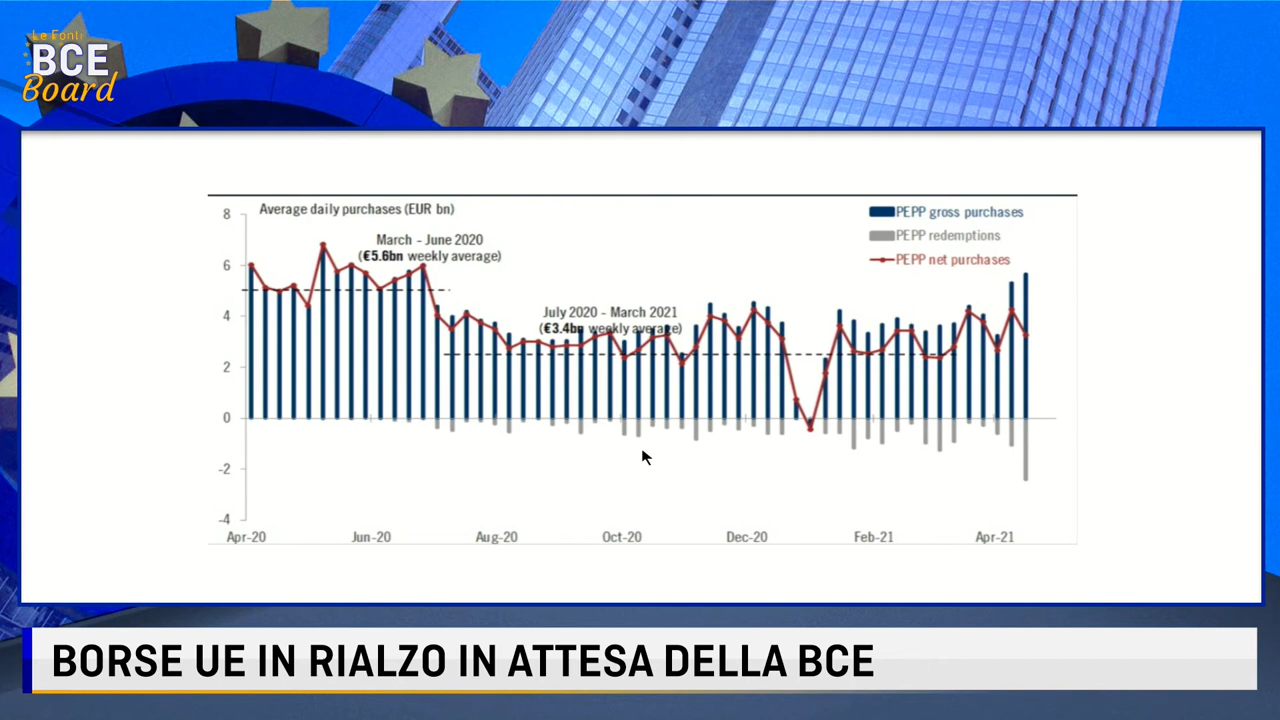 Le Fonti
BCE
Board
Average daily purchases (EUR bn)
March - June 2020
(€5.6bn weekly average)
July 2020 - March 2021
(€3.4bn weekly average)
PEPP gross purchases
PEPP redemptions
PEPP net purchases
8
6
4
2
0
-2
-4
Apr-20 Jun-20 Aug-20 Oct-20 Dec-20 Feb-21 Apr-21
BORSE UE IN RIALZO IN ATTESA DELLA BCE